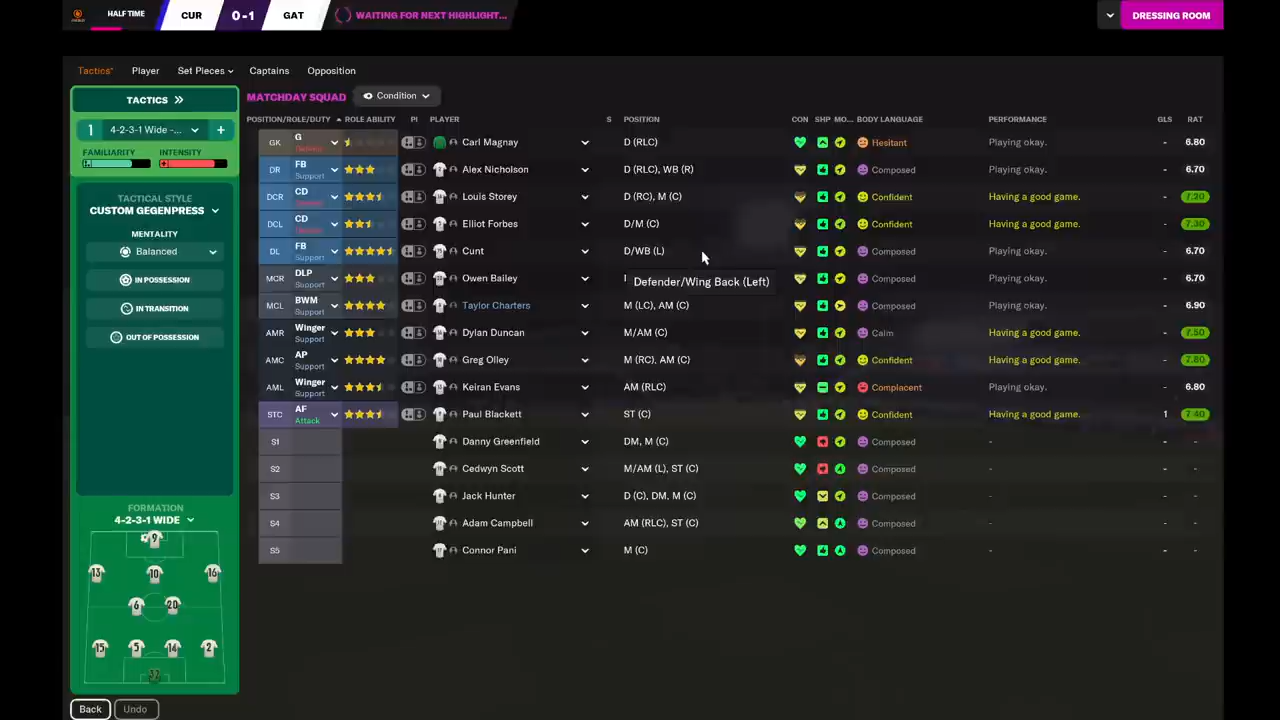 HALF TIME CUR 0-1 GAT WAITING FOR NEXT HIGHLIGHT... DRESSING ROOM
Tactics* Player Set Pieces Captains Opposition
TACTICS
1 4-2-3-1 Wide -... +
FAMILIARITY INTENSITY
TACTICAL STYLE
CUSTOM GEGENPRESS
MENTALITY
Balanced
IN POSSESSION
IN TRANSITION
OUT OF POSSESSION
FORMATION
4-2-3-1 WIDE
9
13 10 16
6 20
15 5 14 2
Back Undo
MATCHDAY SQUAD Condition
POSITION/ROLE/DUTY ROLE ABILITY PI PLAYER S POSITION CON SHP MO... BODY LANGUAGE PERFORMANCE GLS RAT
GK G Carl Magnay D (RLC) Hesitant Playing okay. - 6.80
DR FB Support Alex Nicholson D (RLC), WB (R) Composed Playing okay. - 6.70
DCR CD Louis Storey D (RC), M (C) Confident Having a good game. - 7.20
DCL CD Elliot Forbes D/M (C) Confident Having a good game. - 7.30
DL FB Support Cunt D/WB (L) Composed Playing okay. - 6.70
MCR DLP Support Owen Bailey Composed Playing okay. - 6.70
Defender/Wing Back (Left)
MCL BWM Support Taylor Charters M (LC), AM (C) Composed Playing okay. - 6.90
AMR Winger Support Dylan Duncan M/AM (C) Calm Having a good game. - 7.50
AMC AP Support Greg Olley M (RC), AM (C) Confident Having a good game. - 7.80
AML Winger Support Keiran Evans AM (RLC) Complacent Playing okay. - 6.80
STC AF Attack Paul Blackett ST (C) Confident Having a good game. 1 7.40
S1 Danny Greenfield DM, M (C) Composed - - -
S2 Cedwyn Scott M/AM (L), ST (C) Composed - - -
S3 Jack Hunter D (C), DM, M (C) Composed - - -
S4 Adam Campbell AM (RLC), ST (C) Composed - - -
S5 Connor Pani M (C) Composed - - -